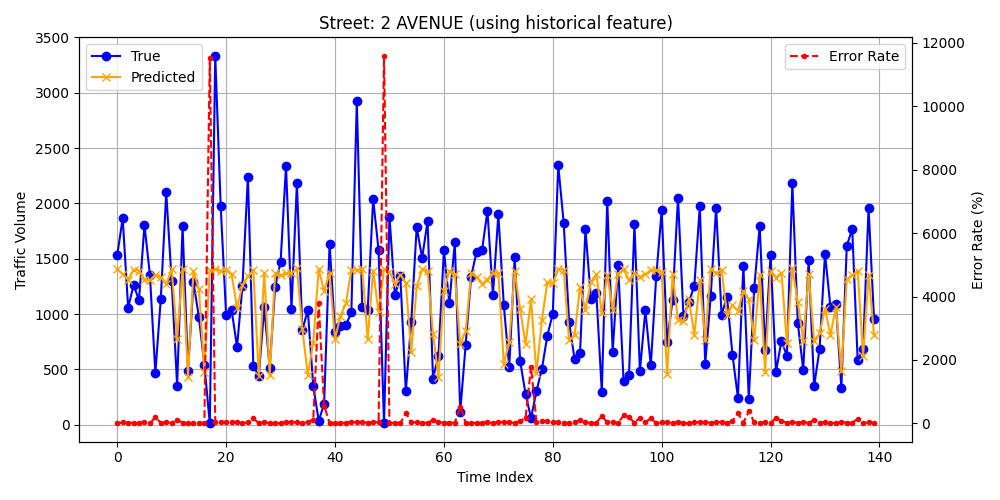 Street: 2 AVENUE (using historical feature)
True
Predicted
Error Rate
3500
3000
2500
2000
1500
1000
500
0
Traffic Volume
12000
10000
8000
6000
4000
2000
0
Error Rate (%)
0 20 40 60 80 100 120 140
Time Index